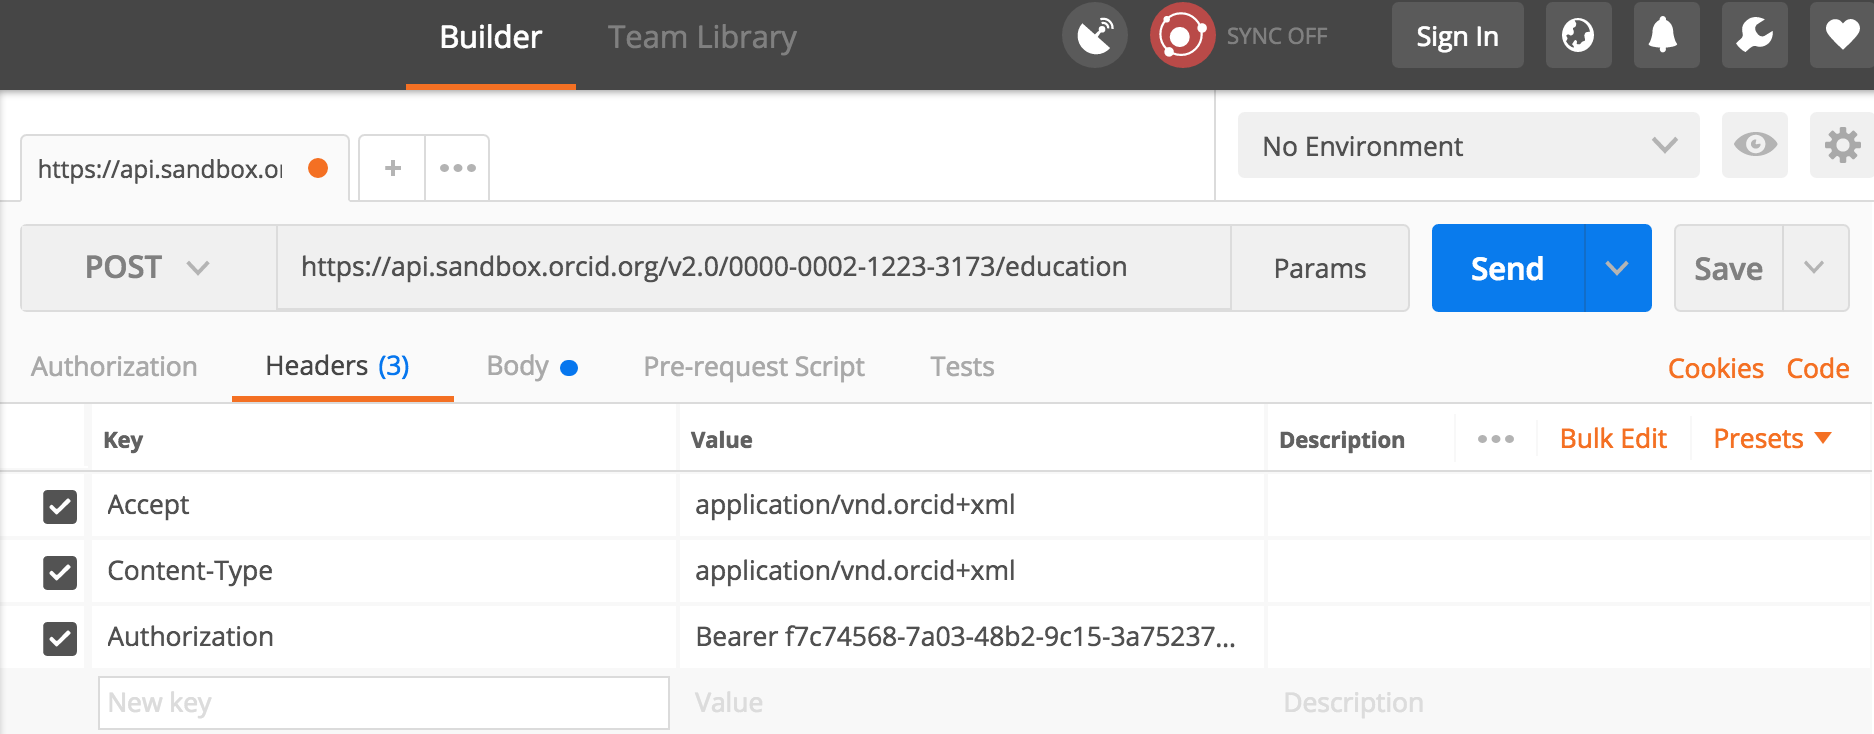 Builder Team Library SYNC OFF Sign In
https://api.sandbox.or + ••• No Environment
POST https://api.sandbox.orcid.org/v2.0/0000-0002-1223-3173/education Params Send Save
Authorization Headers (3) Body Pre-request Script Tests Cookies Code
Key Value Description ••• Bulk Edit Presets
Accept application/vnd.orcid+xml
Content-Type application/vnd.orcid+xml
Authorization Bearer f7c74568-7a03-48b2-9c15-3a75237...
New key Value Description